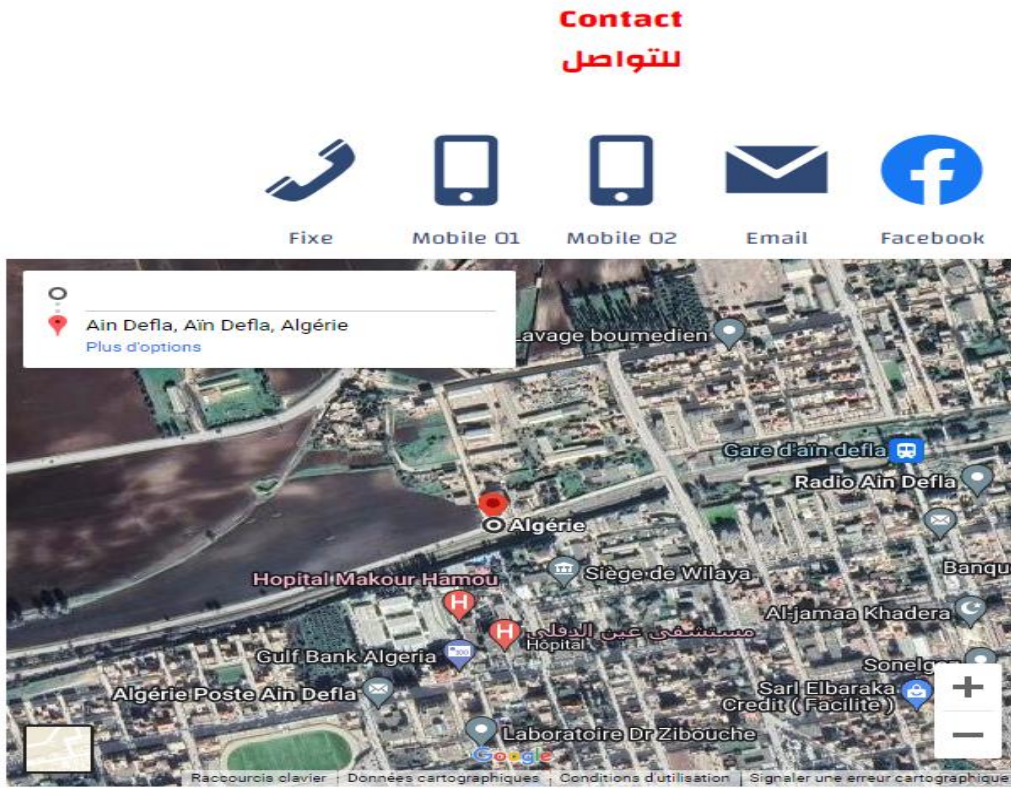 Contact
للتواصل
Fixe
Mobile 01
Mobile 02
Email
Facebook
Ain Defla, Aïn Defla, Algérie
Plus d'options
Lavage boumedien
Gare d'aïn defla
Radio Ain Defla
Algérie
Siège de Wilaya
Banqu
Hopital Makour Hamou
Al-jamaa Khadera
مستشفى عين الدفلى
Hôpital
Gulf Bank Algeria
Sonelgaz
Algérie Poste Ain Defla
Sarl Elbaraka
Credit ( Facilite )
Laboratoire Dr Zibouche
Google
Raccourcis clavier
Données cartographiques
Conditions d'utilisation
Signaler une erreur cartographique